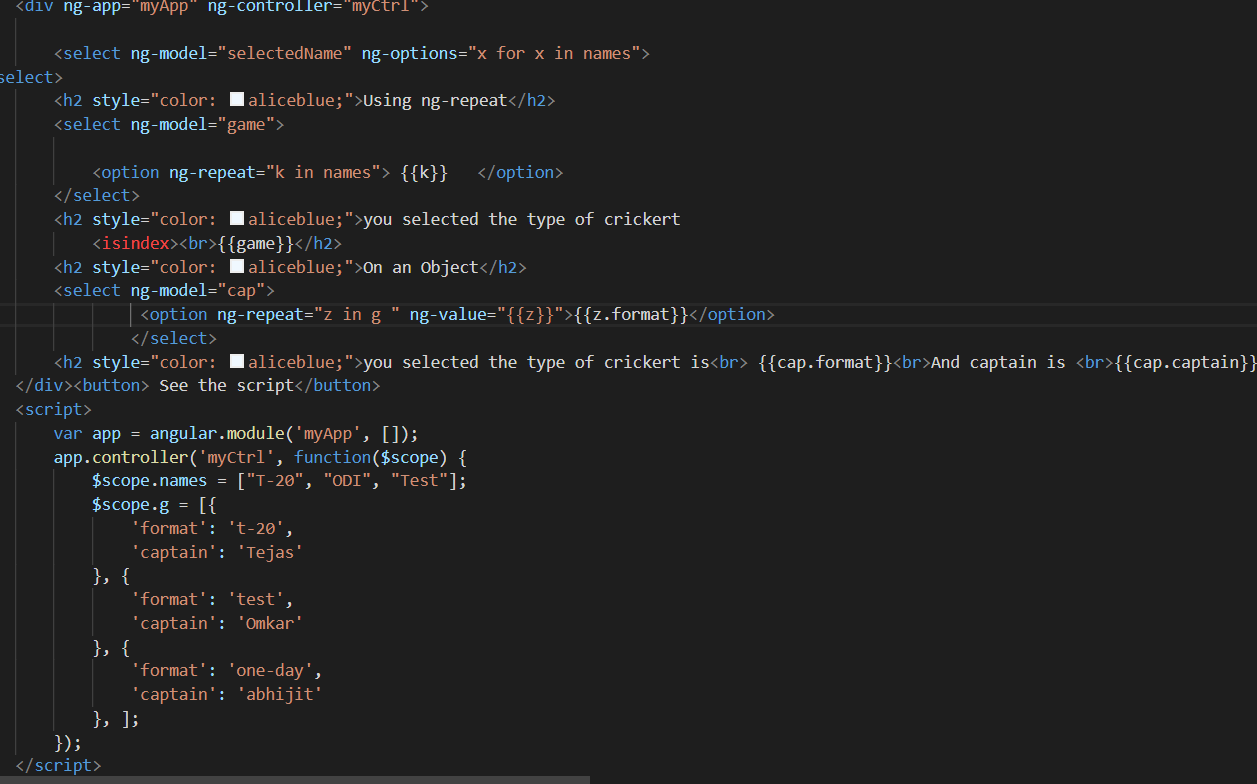 <div ng-app="myApp" ng-controller="myCtrl">
<select ng-model="selectedName" ng-options="x for x in names">
select>
<h2 style="color: aliceblue;">Using ng-repeat</h2>
<select ng-model="game">
<option ng-repeat="k in names"> {{k}}   </option>
</select>
<h2 style="color: aliceblue;">you selected the type of crickert
<isindex><br>{{game}}</h2>
<h2 style="color: aliceblue;">On an Object</h2>
<select ng-model="cap">
<option ng-repeat="z in g " ng-value="{{z}}">{{z.format}}</option>
</select>
<h2 style="color: aliceblue;">you selected the type of crickert is<br> {{cap.format}}<br>And captain is <br>{{cap.captain}}
</div><button> See the script</button>
<script>
var app = angular.module('myApp', []);
app.controller('myCtrl', function($scope) {
$scope.names = ["T-20", "ODI", "Test"];
$scope.g = [{
'format': 't-20',
'captain': 'Tejas'
}, {
'format': 'test',
'captain': 'Omkar'
}, {
'format': 'one-day',
'captain': 'abhijit'
}, ];
});
</script>